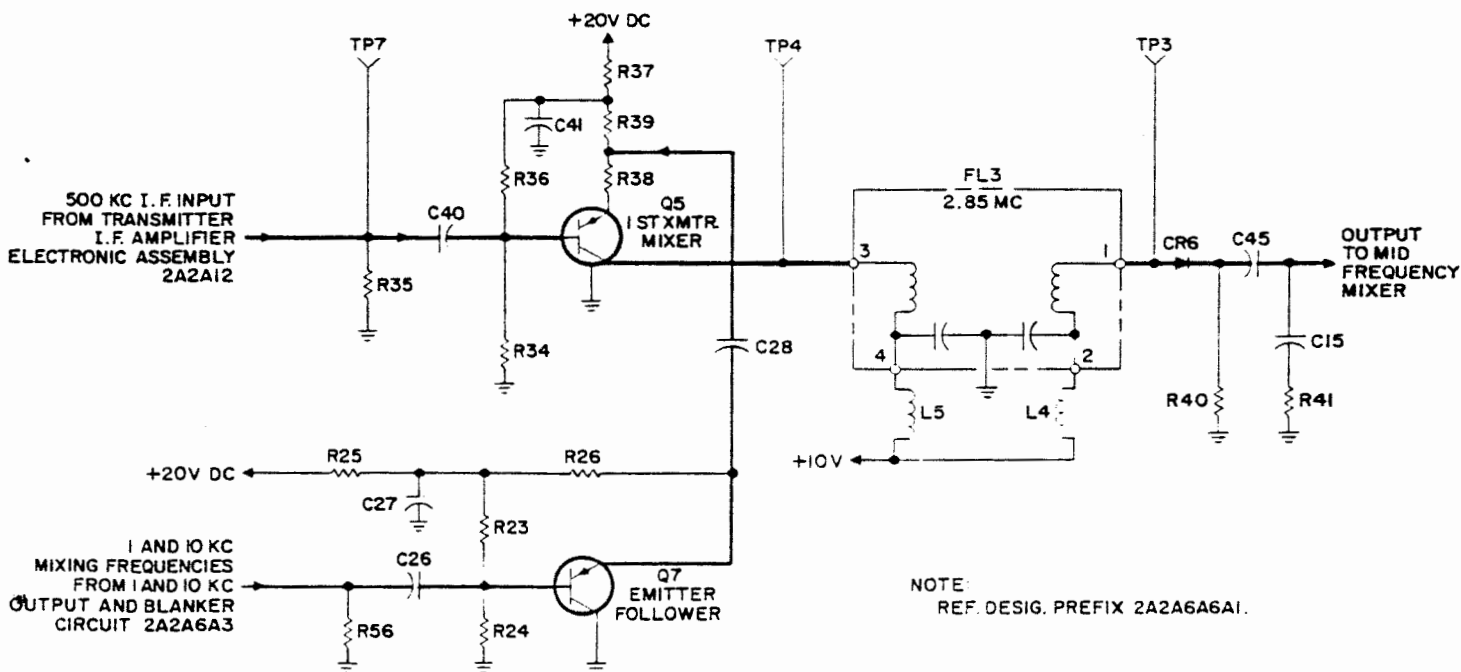 +20V DC
TP7
TP4
TP3
R37
C41
R39
R36
R38
FL3
2.85 MC
500 KC I.F. INPUT
FROM TRANSMITTER
I.F. AMPLIFIER
ELECTRONIC ASSEMBLY
2A2A12
C40
Q5
1 ST XMTR.
MIXER
3
1
CR6
C45
OUTPUT
TO MID
FREQUENCY
MIXER
R35
R34
C28
4
2
C15
L5
L4
R40
R41
+10V
+20V DC
R25
R26
C27
R23
1 AND 10 KC
MIXING FREQUENCIES
FROM 1 AND 10 KC
OUTPUT AND BLANKER
CIRCUIT 2A2A6A3
C26
Q7
EMITTER
FOLLOWER
R56
R24
NOTE:
REF. DESIG. PREFIX 2A2A6A6A1.